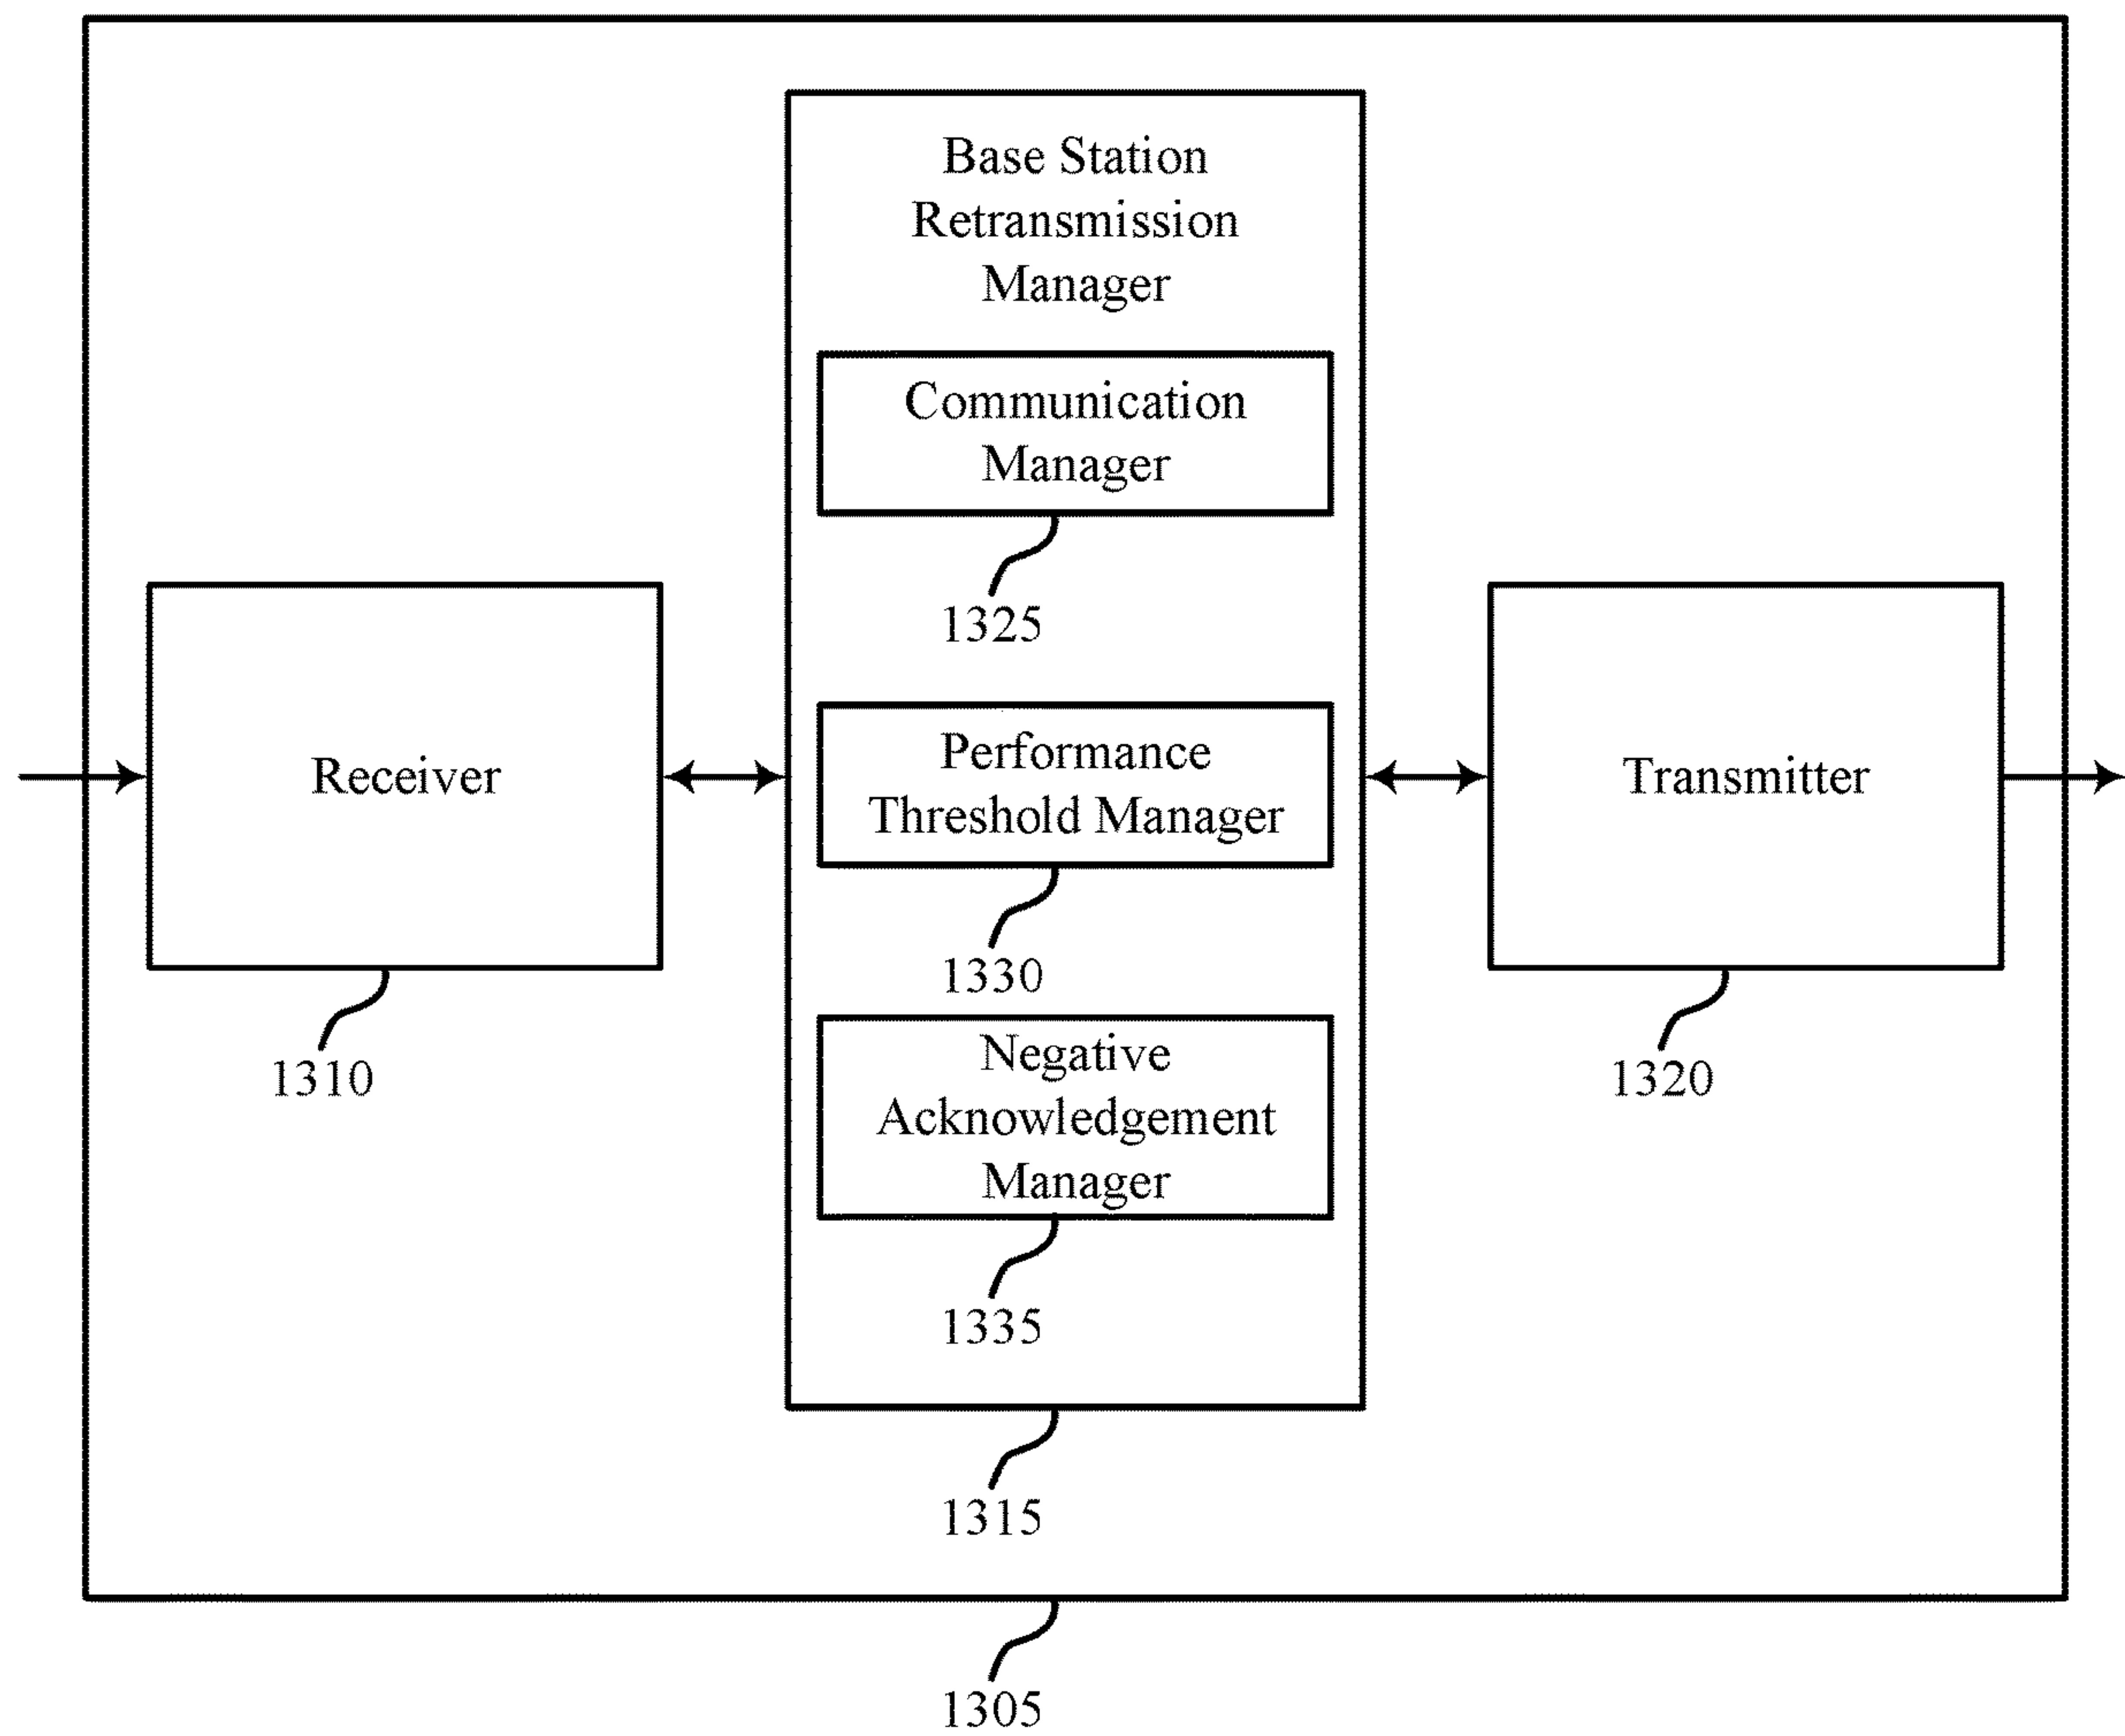 Base Station
Retransmission
Manager
Communication
Manager
1325
Receiver
1310
Performance
Threshold Manager
1330
Transmitter
1320
Negative
Acknowledgement
Manager
1335
1315
1305